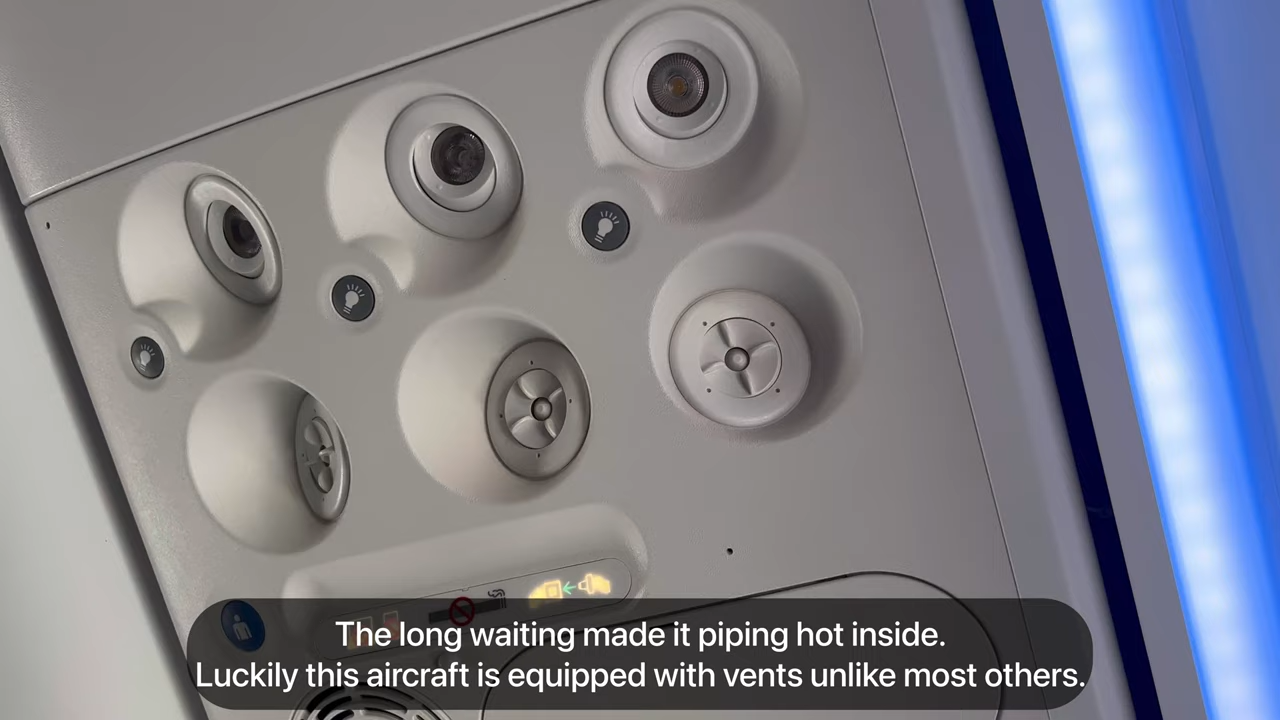 The long waiting made it piping hot inside.
Luckily this aircraft is equipped with vents unlike most others.